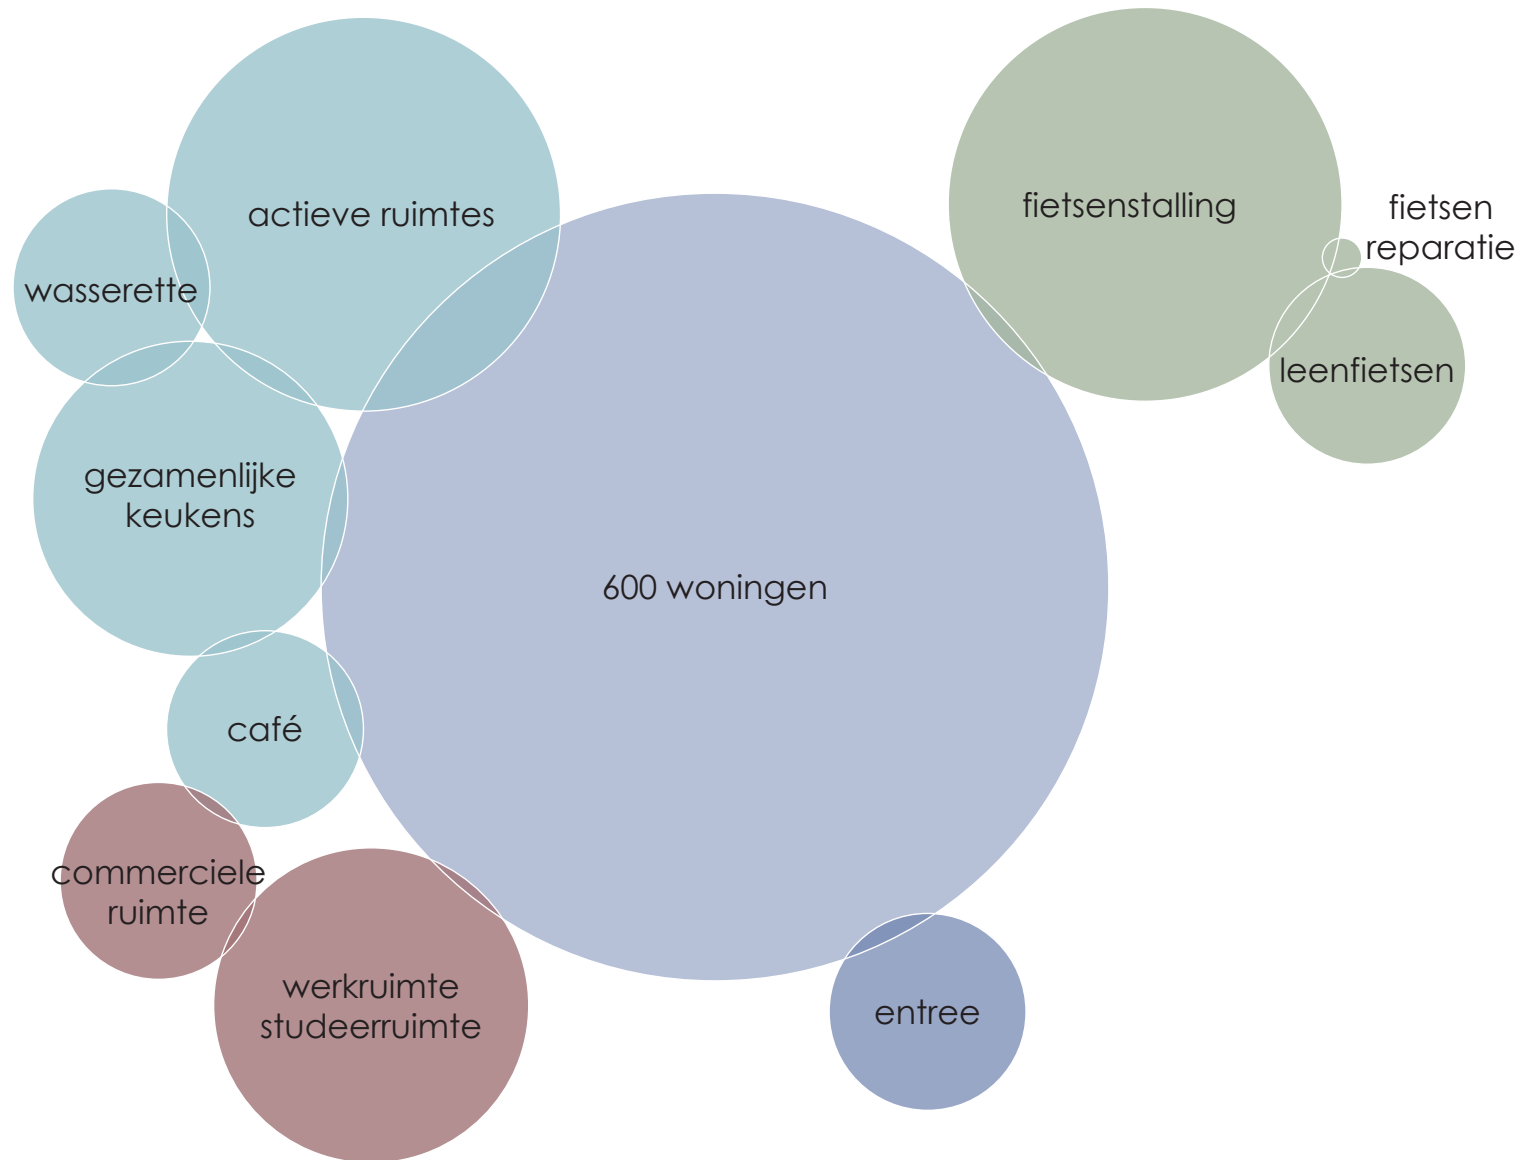 actieve ruimtes
fietsenstalling
fietsen
reparatie
wasserette
leenfietsen
gezamenlijke
keukens
600 woningen
café
commerciele
ruimte
werkruimte
studeerruimte
entree